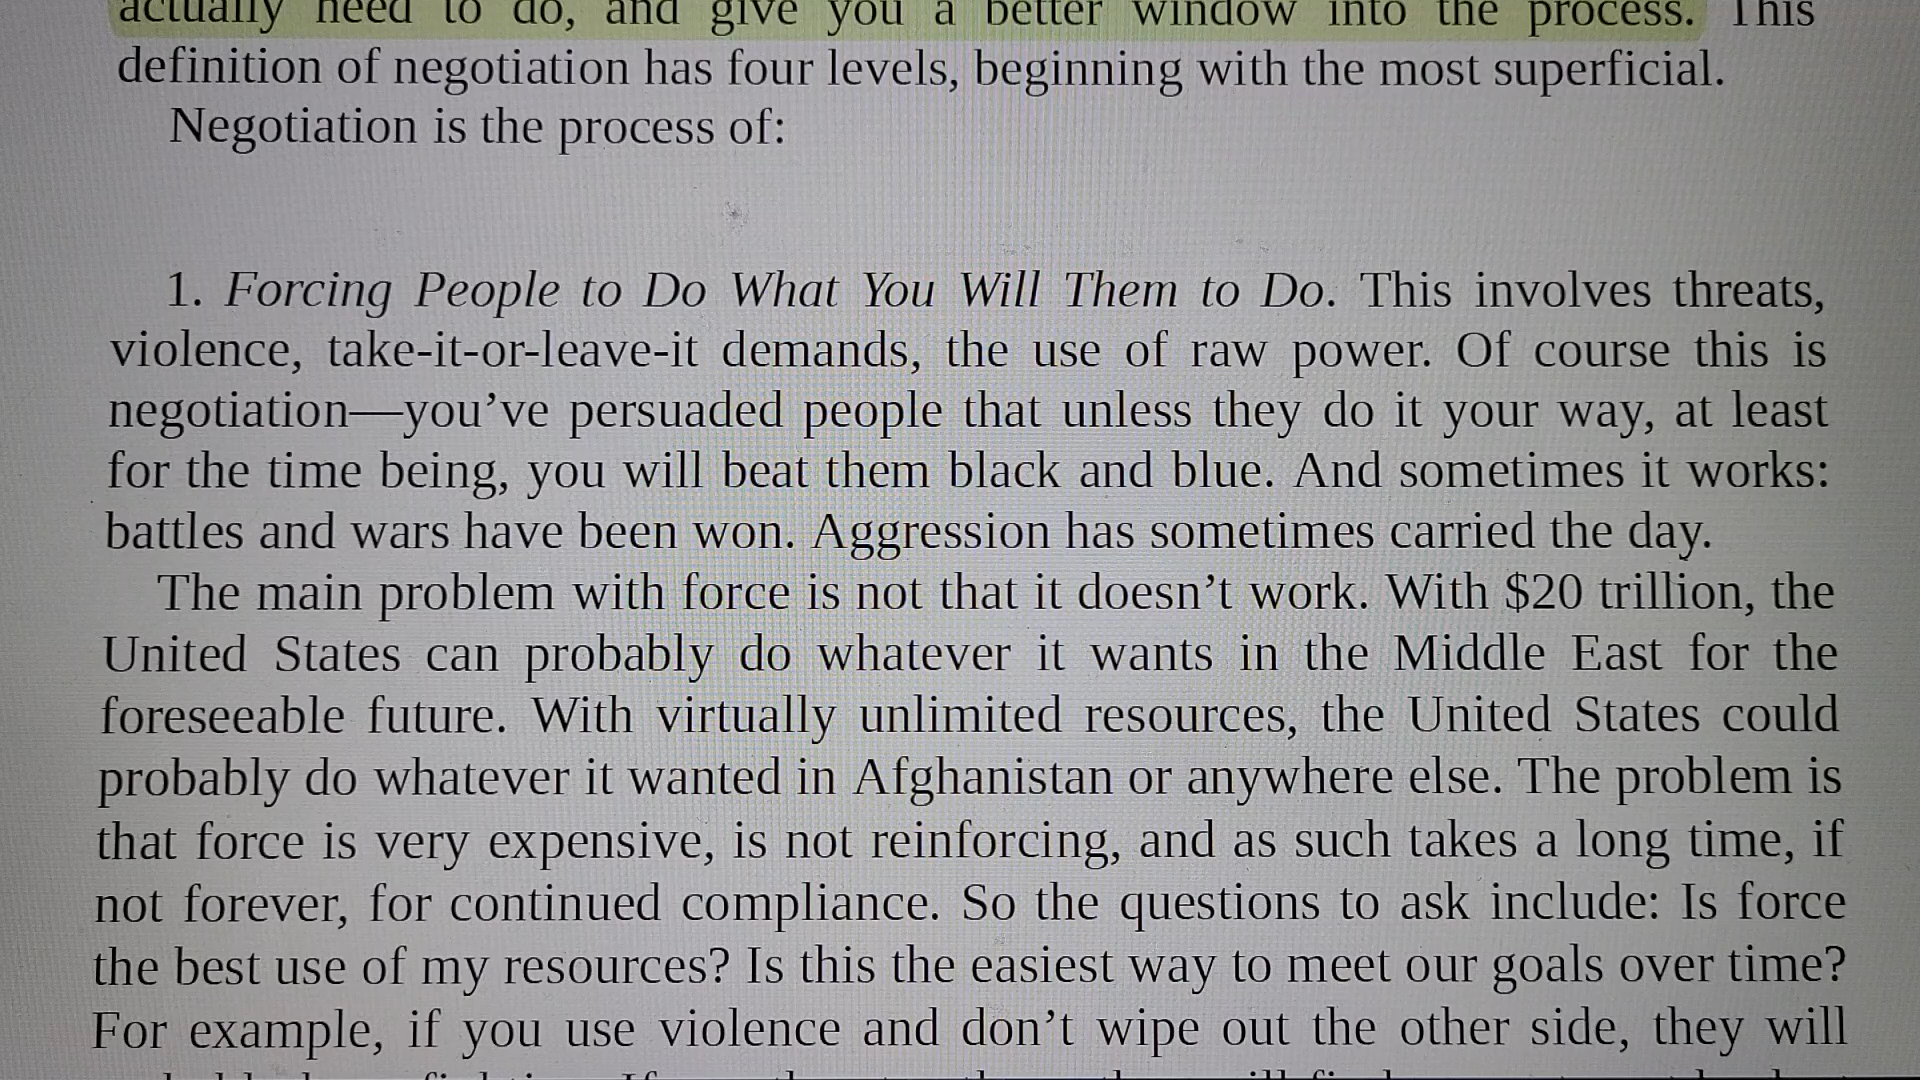 actually need to do, and give you a better window into the process. This
definition of negotiation has four levels, beginning with the most superficial.
Negotiation is the process of:
1. Forcing People to Do What You Will Them to Do. This involves threats,
violence, take-it-or-leave-it demands, the use of raw power. Of course this is
negotiation—you’ve persuaded people that unless they do it your way, at least
for the time being, you will beat them black and blue. And sometimes it works:
battles and wars have been won. Aggression has sometimes carried the day.
The main problem with force is not that it doesn’t work. With $20 trillion, the
United States can probably do whatever it wants in the Middle East for the
foreseeable future. With virtually unlimited resources, the United States could
probably do whatever it wanted in Afghanistan or anywhere else. The problem is
that force is very expensive, is not reinforcing, and as such takes a long time, if
not forever, for continued compliance. So the questions to ask include: Is force
the best use of my resources? Is this the easiest way to meet our goals over time?
For example, if you use violence and don’t wipe out the other side, they will